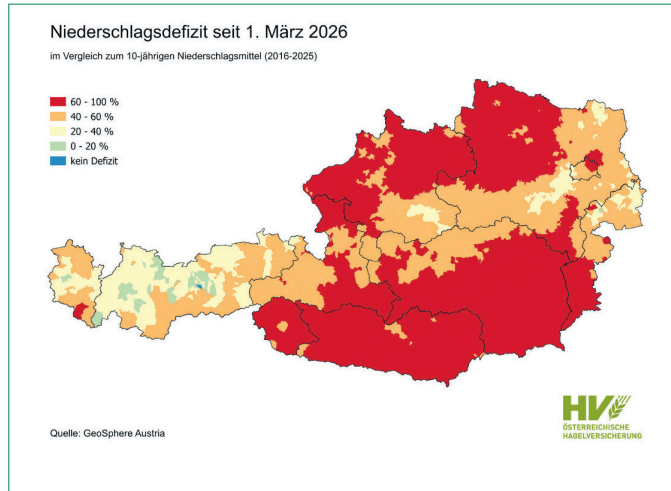 Niederschlagsdefizit seit 1. März 2026
im Vergleich zum 10-jährigen Niederschlagsmittel (2016-2025)
60 - 100 %
40 - 60 %
20 - 40 %
0 - 20 %
kein Defizit
Quelle: GeoSphere Austria
HV
ÖSTERREICHISCHE
HAGELVERSICHERUNG